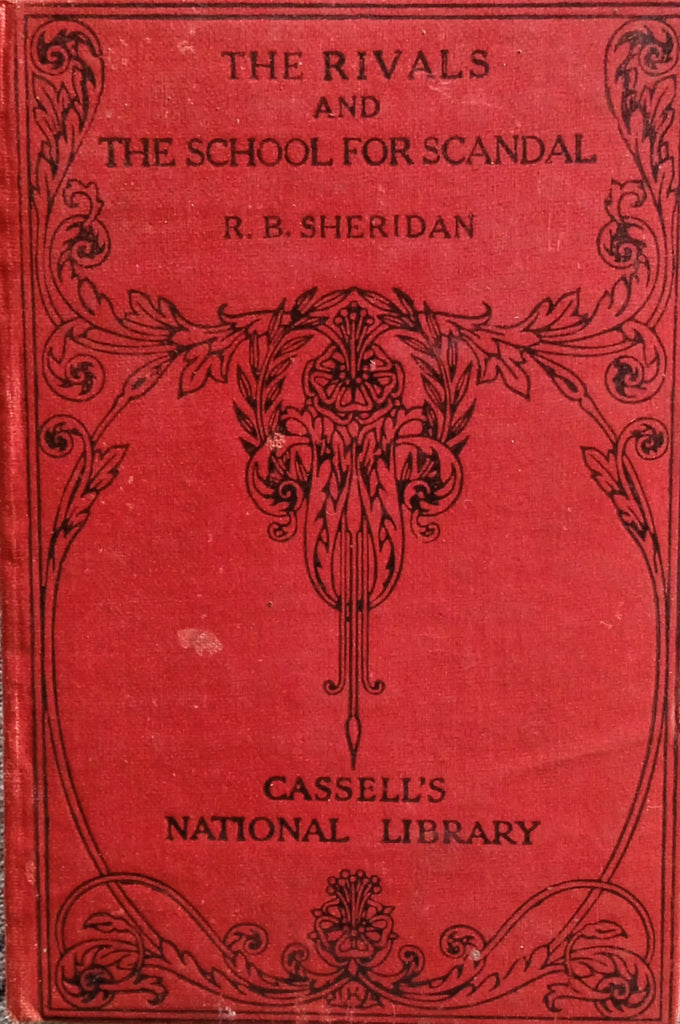 THE RIVALS
AND
THE SCHOOL FOR SCANDAL
R. B. SHERIDAN
CASSELL'S
NATIONAL LIBRARY